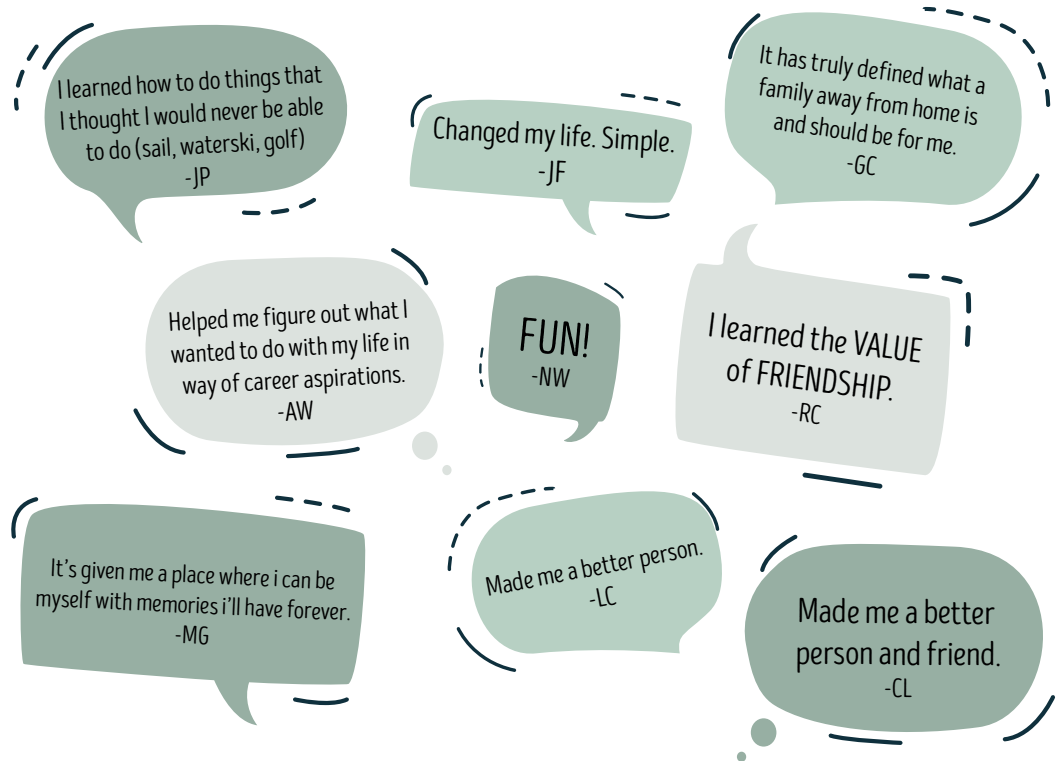 I learned how to do things that
I thought I would never be able
to do (sail, waterski, golf)
-JP
Changed my life. Simple.
-JF
It has truly defined what a
family away from home is
and should be for me.
-GC
Helped me figure out what I
wanted to do with my life in
way of career aspirations.
-AW
FUN!
-NW
I learned the VALUE
of FRIENDSHIP.
-RC
It's given me a place where i can be
myself with memories i'll have forever.
-MG
Made me a better person.
-LC
Made me a better
person and friend.
-CL